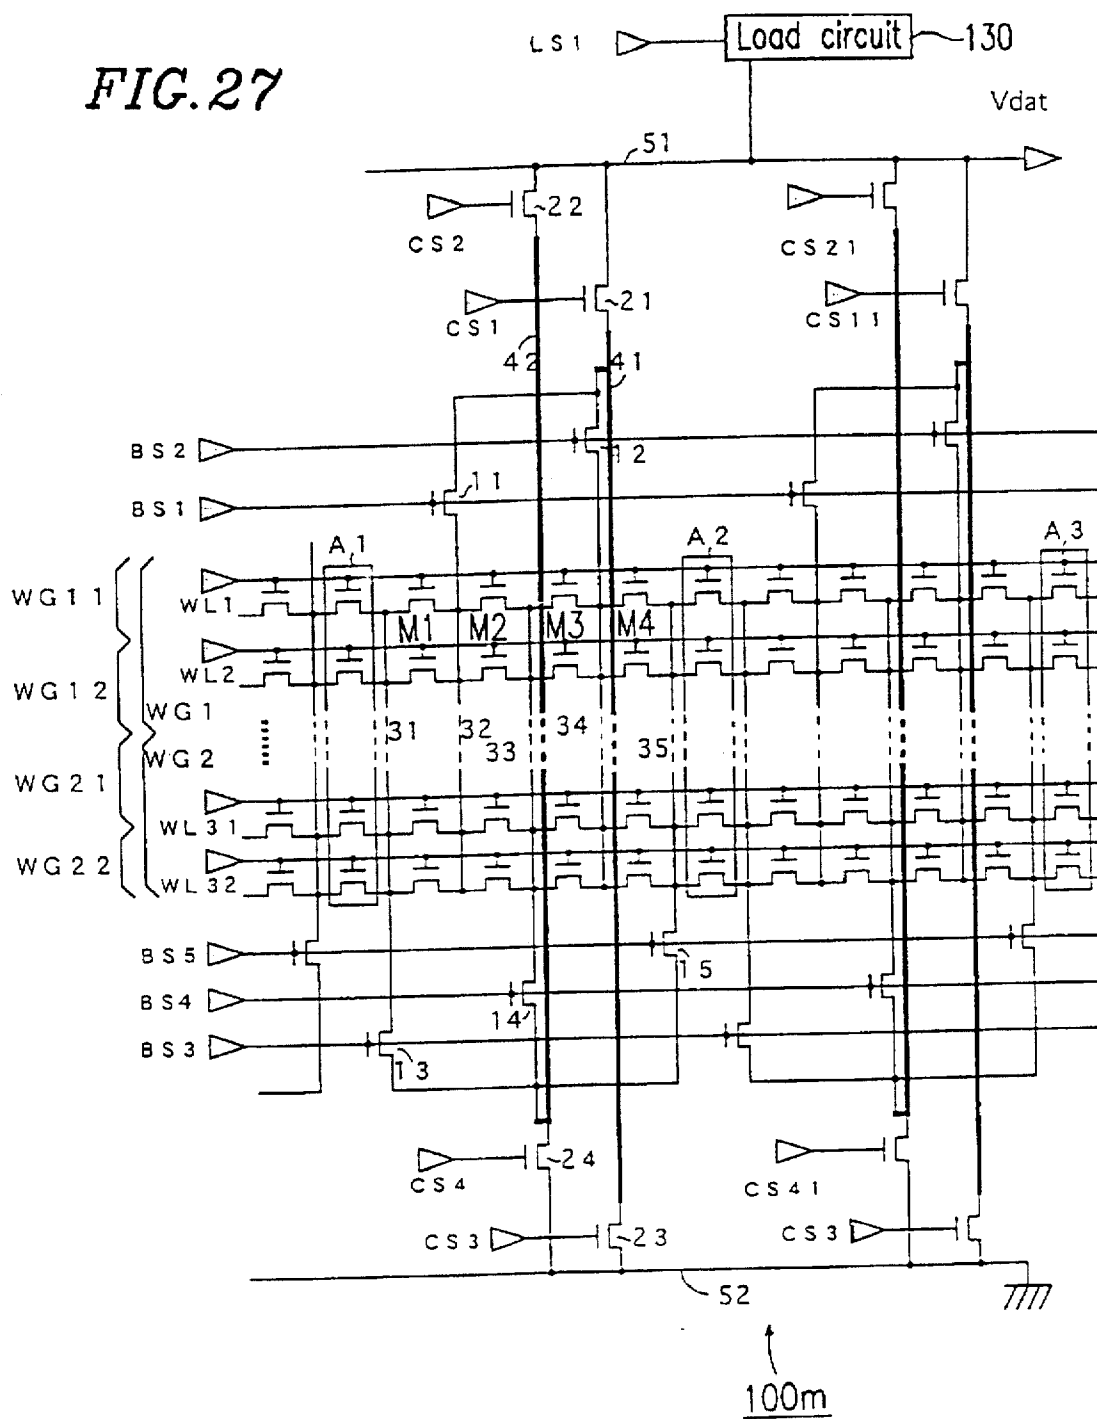 FIG.27
LS1
Load circuit
130
Vdat
51
22
CS2
CS21
21
CS1
CS11
42
41
BS2
12
11
BS1
A1
A2
A3
WG11
WL1
M1 M2 M3 M4
WL2
WG12
WG1
31
32
33
34
35
WG2
WG21
WL31
WG22
WL32
BS5
15
BS4
14
BS3
13
24
CS4
CS41
CS3
23
CS3
52
100m